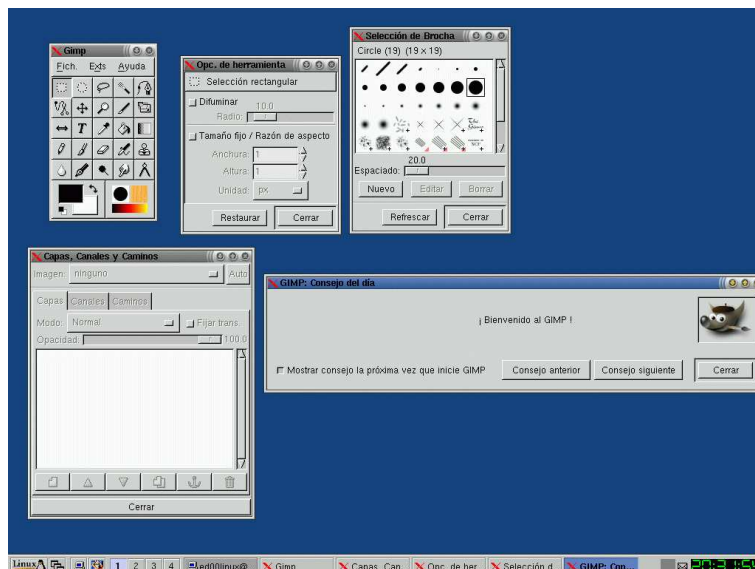 Gimp
Fich. Exts Ayuda
Opc. de herramienta
Selección rectangular
Difuminar
Radio: 10.0
Tamaño fijo / Razón de aspecto
Anchura: 1
Altura: 1
Unidad: px
Restaurar Cerrar
Selección de Brocha
Circle (19) (19 x 19)
20.0
Espaciado:
Nuevo Editar Borrar
Refrescar Cerrar
Capas, Canales y Caminos
Imagen: ninguno Auto
Capas Canales Caminos
Modo: Normal Fijar trans.
Opacidad: 100.0
Cerrar
GIMP: Consejo del día
¡ Bienvenido al GIMP !
Mostrar consejo la próxima vez que inicie GIMP Consejo anterior Consejo siguiente Cerrar
Linux 1 2 3 4 ed00linux@ Gimp Capas, Can Opc. de her Selección d GIMP: Con...